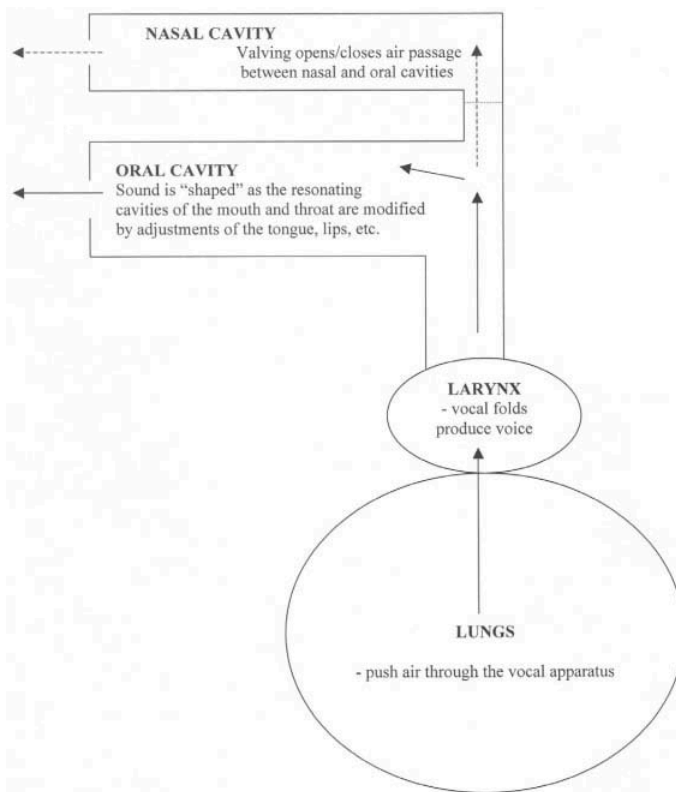 NASAL CAVITY
Valving opens/closes air passage
between nasal and oral cavities
ORAL CAVITY
Sound is “shaped” as the resonating
cavities of the mouth and throat are modified
by adjustments of the tongue, lips, etc.
LARYNX
- vocal folds
produce voice
LUNGS
- push air through the vocal apparatus